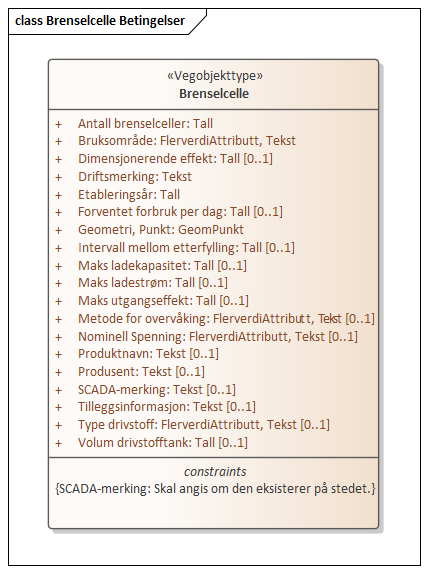 class Brenselcelle Betingelser
«Vegobjekttype»
Brenselcelle
+ Antall brenselceller: Tall
+ Bruksområde: FlerverdiAttributt, Tekst
+ Dimensjonerende effekt: Tall [0..1]
+ Driftsmerking: Tekst
+ Etableringsår: Tall
+ Forventet forbruk per dag: Tall [0..1]
+ Geometri, Punkt: GeomPunkt
+ Intervall mellom etterfylling: Tall [0..1]
+ Maks ladekapasitet: Tall [0..1]
+ Maks ladestrøm: Tall [0..1]
+ Maks utgangseffekt: Tall [0..1]
+ Metode for overvåking: FlerverdiAttributt, Tekst [0..1]
+ Nominell Spenning: FlerverdiAttributt, Tekst [0..1]
+ Produktnavn: Tekst [0..1]
+ Produsent: Tekst [0..1]
+ SCADA-merking: Tekst [0..1]
+ Tilleggsinformasjon: Tekst [0..1]
+ Type drivstoff: FlerverdiAttributt, Tekst [0..1]
+ Volum drivstofftank: Tall [0..1]
constraints
{SCADA-merking: Skal angis om den eksisterer på stedet.}